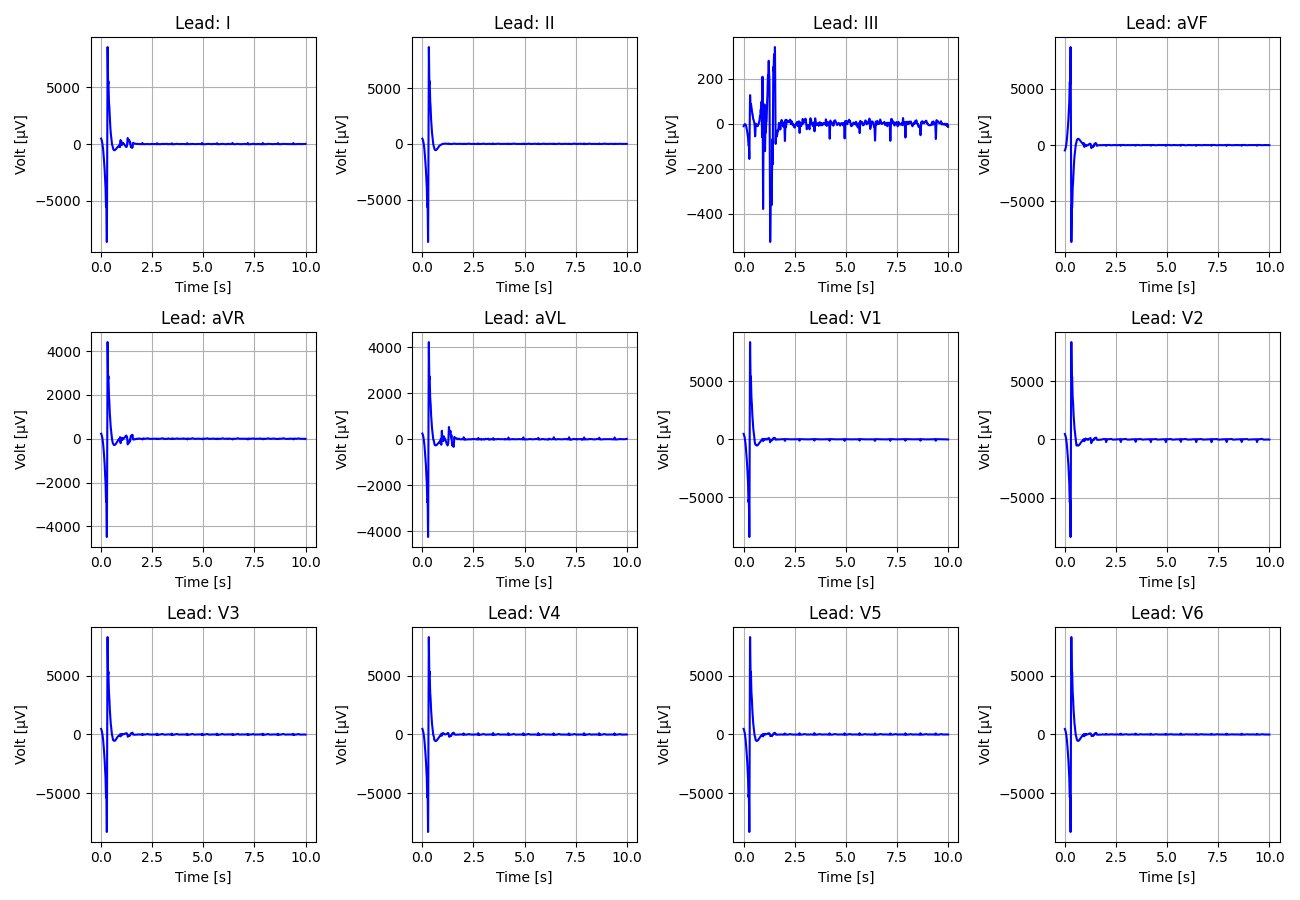 Lead: I
Lead: II
Lead: III
Lead: aVF
Volt [µV]
5000
0
−5000
0.0 2.5 5.0 7.5 10.0
Time [s]
Volt [µV]
5000
0
−5000
0.0 2.5 5.0 7.5 10.0
Time [s]
Volt [µV]
200
0
−200
−400
0.0 2.5 5.0 7.5 10.0
Time [s]
Volt [µV]
5000
0
−5000
0.0 2.5 5.0 7.5 10.0
Time [s]
Lead: aVR
Lead: aVL
Lead: V1
Lead: V2
Volt [µV]
4000
2000
0
−2000
−4000
0.0 2.5 5.0 7.5 10.0
Time [s]
Volt [µV]
4000
2000
0
−2000
−4000
0.0 2.5 5.0 7.5 10.0
Time [s]
Volt [µV]
5000
0
−5000
0.0 2.5 5.0 7.5 10.0
Time [s]
Volt [µV]
5000
0
−5000
0.0 2.5 5.0 7.5 10.0
Time [s]
Lead: V3
Lead: V4
Lead: V5
Lead: V6
Volt [µV]
5000
0
−5000
0.0 2.5 5.0 7.5 10.0
Time [s]
Volt [µV]
5000
0
−5000
0.0 2.5 5.0 7.5 10.0
Time [s]
Volt [µV]
5000
0
−5000
0.0 2.5 5.0 7.5 10.0
Time [s]
Volt [µV]
5000
0
−5000
0.0 2.5 5.0 7.5 10.0
Time [s]